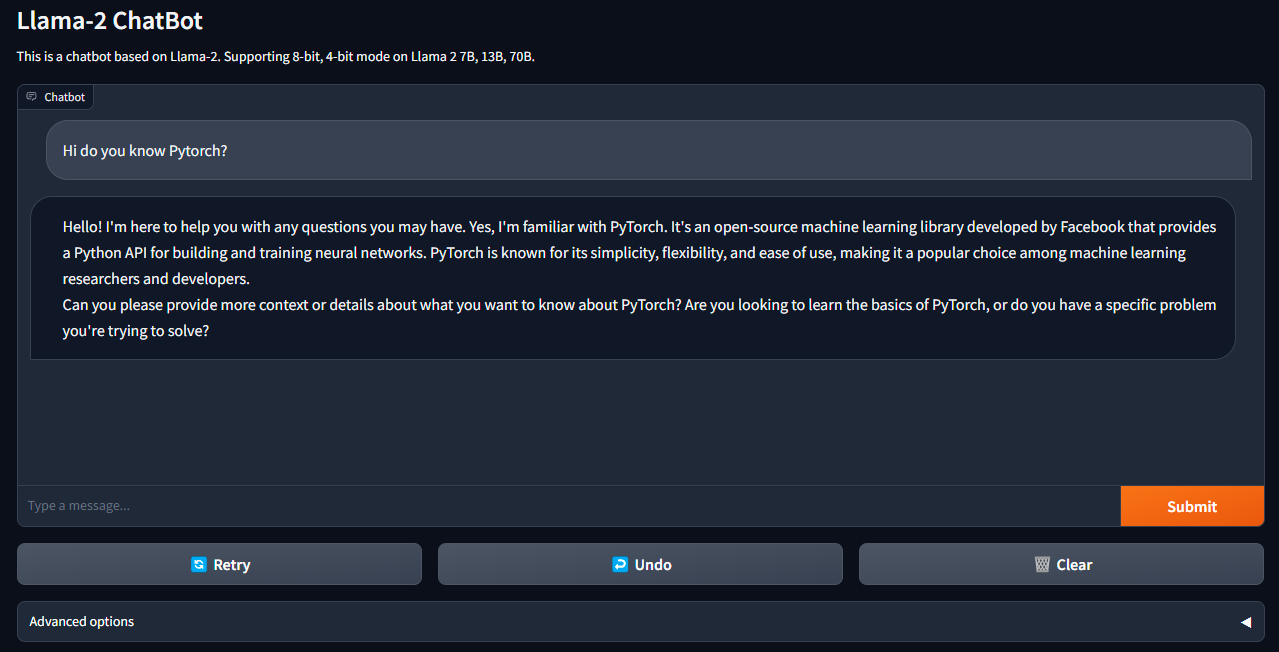 Llama-2 ChatBot
This is a chatbot based on Llama-2. Supporting 8-bit, 4-bit mode on Llama 2 7B, 13B, 70B.
Chatbot
Hi do you know Pytorch?
Hello! I'm here to help you with any questions you may have. Yes, I'm familiar with PyTorch. It's an open-source machine learning library developed by Facebook that provides
a Python API for building and training neural networks. PyTorch is known for its simplicity, flexibility, and ease of use, making it a popular choice among machine learning
researchers and developers.
Can you please provide more context or details about what you want to know about PyTorch? Are you looking to learn the basics of PyTorch, or do you have a specific problem
you're trying to solve?
Type a message...
Submit
Retry
Undo
Clear
Advanced options